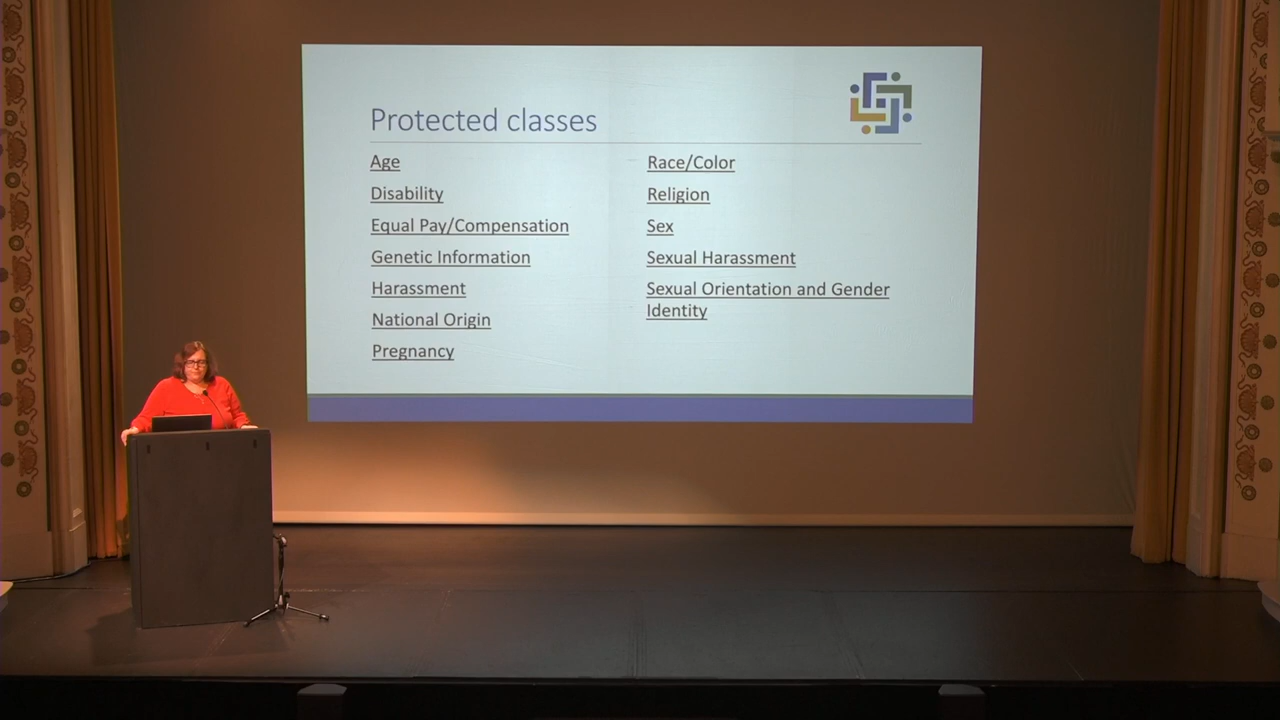 Protected classes
Age
Disability
Equal Pay/Compensation
Genetic Information
Harassment
National Origin
Pregnancy
Race/Color
Religion
Sex
Sexual Harassment
Sexual Orientation and Gender
Identity